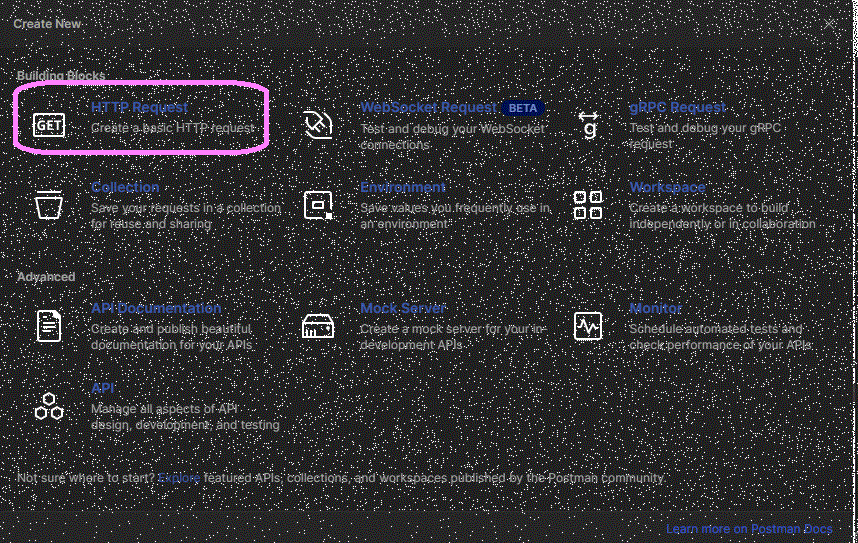 Create New
Building Blocks
GET
HTTP Request
Create a basic HTTP request
WebSocket Request BETA
Test and debug your WebSocket
connections
g
gRPC Request
Test and debug your gRPC
request
Collection
Save your requests in a collection
for reuse and sharing
Environment
Save values you frequently use in
an environment
Workspace
Create a workspace to build
independently or in collaboration
Advanced
API Documentation
Create and publish beautiful
documentation for your APIs
Mock Server
Create a mock server for your in-
development APIs
Monitor
Schedule automated tests and
check performance of your APIs
API
Manage all aspects of API
design, development, and testing
Not sure where to start? Explore featured APIs, collections, and workspaces published by the Postman community.
Learn more on Postman Docs